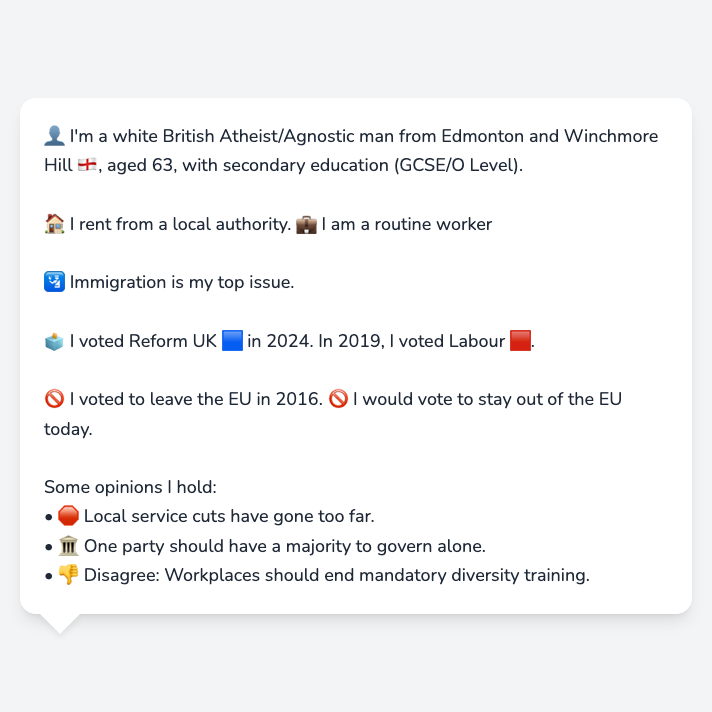 👤 I'm a white British Atheist/Agnostic man from Edmonton and Winchmore
Hill 🏴󠁧󠁢󠁥󠁮󠁧󠁿, aged 63, with secondary education (GCSE/O Level).
🏠 I rent from a local authority. 💼 I am a routine worker
🛂 Immigration is my top issue.
🗳️ I voted Reform UK 🟦 in 2024. In 2019, I voted Labour 🟥.
🚫 I voted to leave the EU in 2016. 🚫 I would vote to stay out of the EU
today.
Some opinions I hold:
• 🛑 Local service cuts have gone too far.
• 🏛️ One party should have a majority to govern alone.
• 👎 Disagree: Workplaces should end mandatory diversity training.